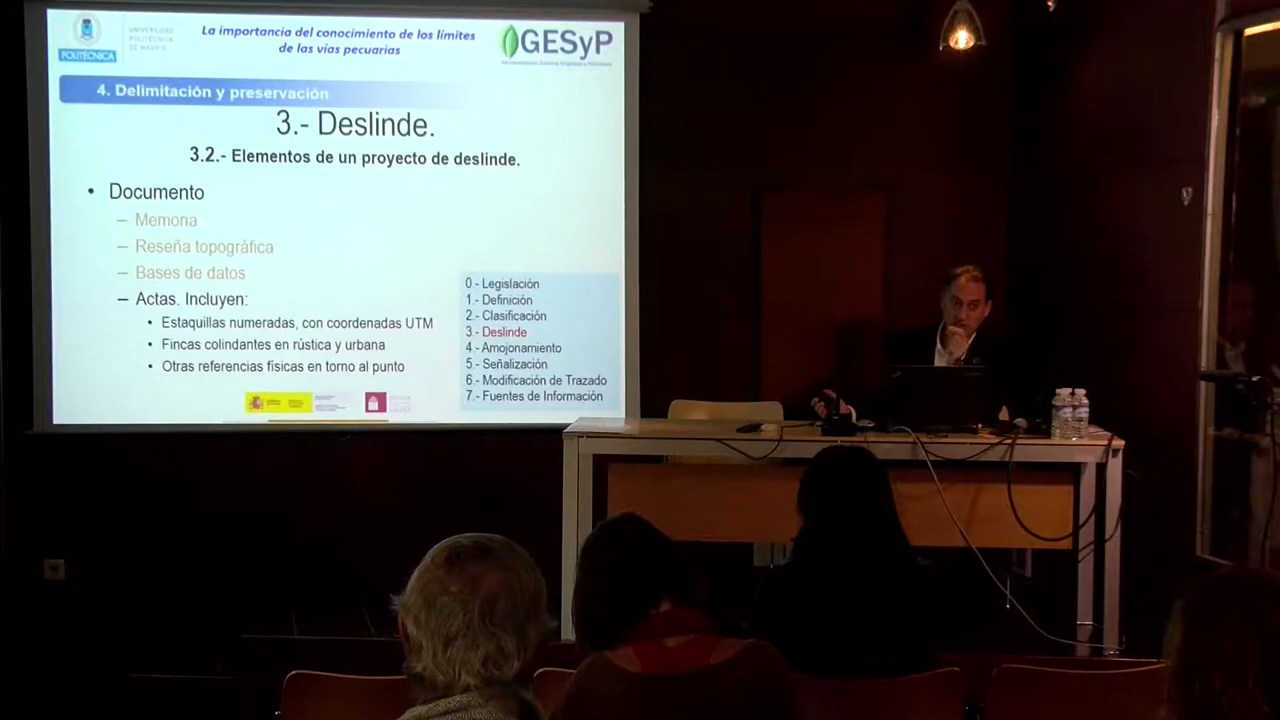 La importancia del conocimiento de los límites
de las vías pecuarias
UNIVERSIDAD
POLITÉCNICA
DE MADRID
POLITÉCNICA
GESyP
4. Delimitación y preservación
3.- Deslinde.
3.2.- Elementos de un proyecto de deslinde.
• Documento
– Memoria
– Reseña topográfica
– Bases de datos
– Actas. Incluyen:
• Estaquillas numeradas, con coordenadas UTM
• Fincas colindantes en rústica y urbana
• Otras referencias físicas en torno al punto
0.- Legislación
1.- Definición
2.- Clasificación
3.- Deslinde
4.- Amojonamiento
5.- Señalización
6.- Modificación de Trazado
7.- Fuentes de Información